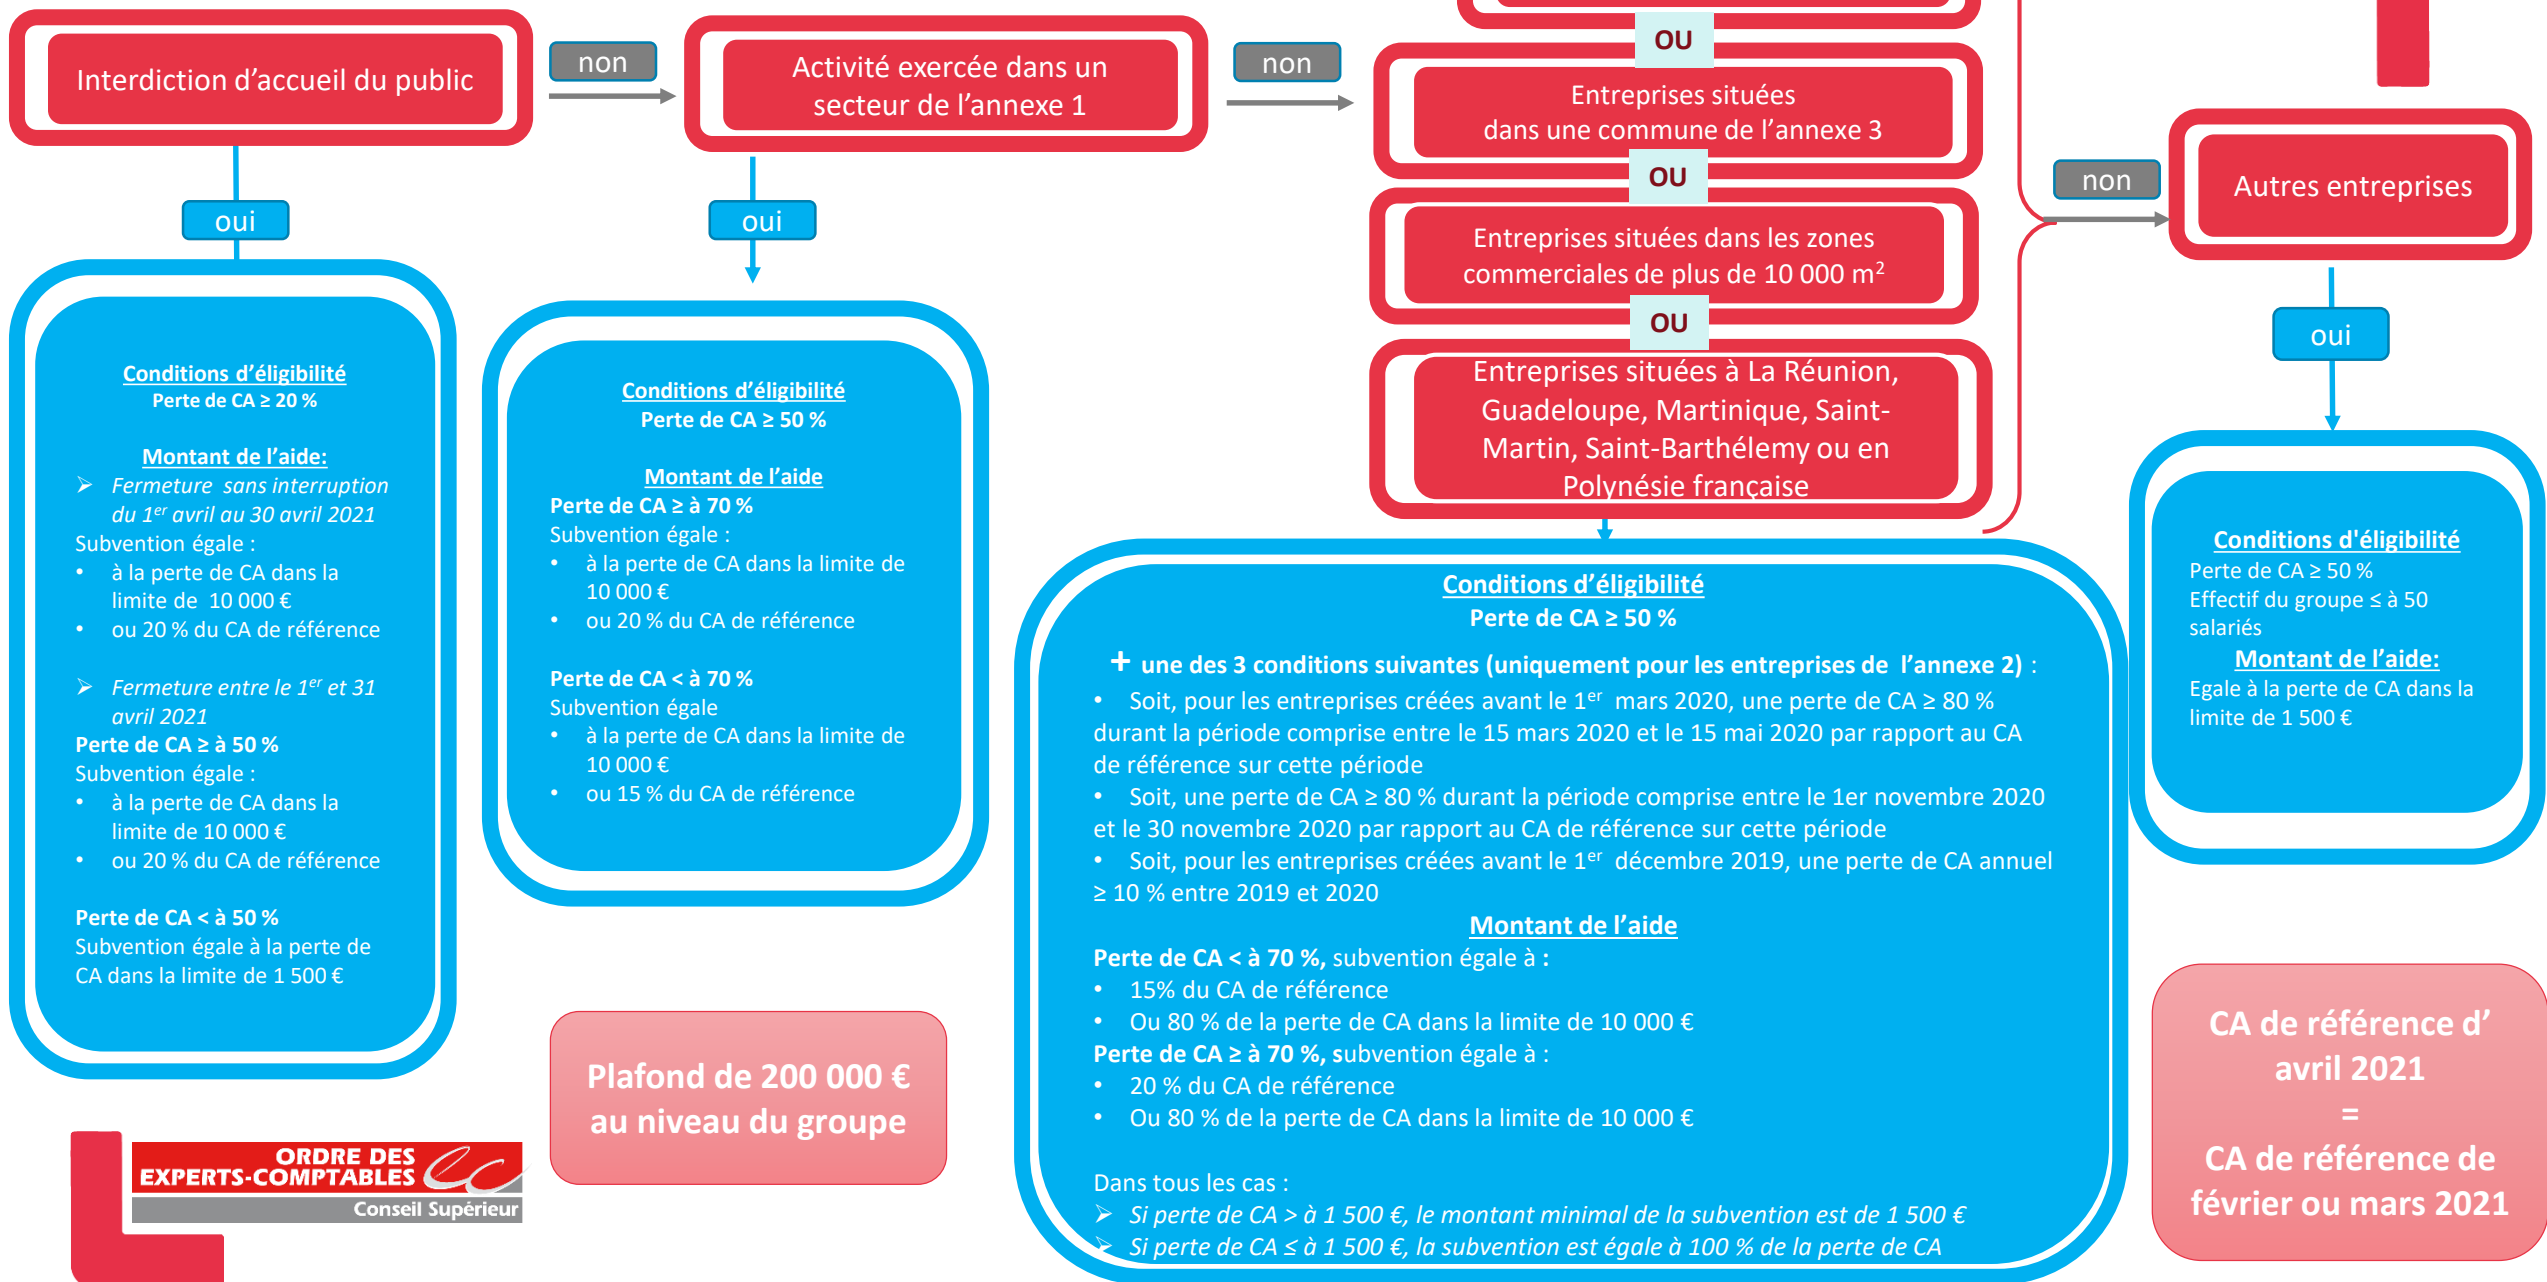 Interdiction d'accueil du public
non
Activité exercée dans un
secteur de l'annexe 1
non
OU
Entreprises situées
dans une commune de l'annexe 3
OU
Entreprises situées dans les zones
commerciales de plus de 10 000 m²
OU
Entreprises situées à La Réunion,
Guadeloupe, Martinique, Saint-
Martin, Saint-Barthélemy ou en
Polynésie française
non
Autres entreprises
oui
oui
oui
Conditions d'éligibilité
Perte de CA ≥ 20 %
Montant de l'aide:
➢ Fermeture sans interruption
du 1er avril au 30 avril 2021
Subvention égale :
• à la perte de CA dans la
limite de 10 000 €
• ou 20 % du CA de référence
➢ Fermeture entre le 1er et 31
avril 2021
Perte de CA ≥ à 50 %
Subvention égale :
• à la perte de CA dans la
limite de 10 000 €
• ou 20 % du CA de référence
Perte de CA < à 50 %
Subvention égale à la perte de
CA dans la limite de 1 500 €
Conditions d'éligibilité
Perte de CA ≥ 50 %
Montant de l'aide
Perte de CA ≥ à 70 %
Subvention égale :
• à la perte de CA dans la limite de
10 000 €
• ou 20 % du CA de référence
Perte de CA < à 70 %
Subvention égale
• à la perte de CA dans la limite de
10 000 €
• ou 15 % du CA de référence
Conditions d'éligibilité
Perte de CA ≥ 50 %
+ une des 3 conditions suivantes (uniquement pour les entreprises de l'annexe 2) :
• Soit, pour les entreprises créées avant le 1er mars 2020, une perte de CA ≥ 80 %
durant la période comprise entre le 15 mars 2020 et le 15 mai 2020 par rapport au CA
de référence sur cette période
• Soit, une perte de CA ≥ 80 % durant la période comprise entre le 1er novembre 2020
et le 30 novembre 2020 par rapport au CA de référence sur cette période
• Soit, pour les entreprises créées avant le 1er décembre 2019, une perte de CA annuel
≥ 10 % entre 2019 et 2020
Montant de l'aide
Perte de CA < à 70 %, subvention égale à :
• 15% du CA de référence
• Ou 80 % de la perte de CA dans la limite de 10 000 €
Perte de CA ≥ à 70 %, subvention égale à :
• 20 % du CA de référence
• Ou 80 % de la perte de CA dans la limite de 10 000 €
Dans tous les cas :
➢ Si perte de CA > à 1 500 €, le montant minimal de la subvention est de 1 500 €
➢ Si perte de CA ≤ à 1 500 €, la subvention est égale à 100 % de la perte de CA
Conditions d'éligibilité
Perte de CA ≥ 50 %
Effectif du groupe ≤ à 50
salariés
Montant de l'aide:
Egale à la perte de CA dans la
limite de 1 500 €
Plafond de 200 000 €
au niveau du groupe
CA de référence d'
avril 2021
=
CA de référence de
février ou mars 2021
ORDRE DES
EXPERTS-COMPTABLES
Conseil Supérieur